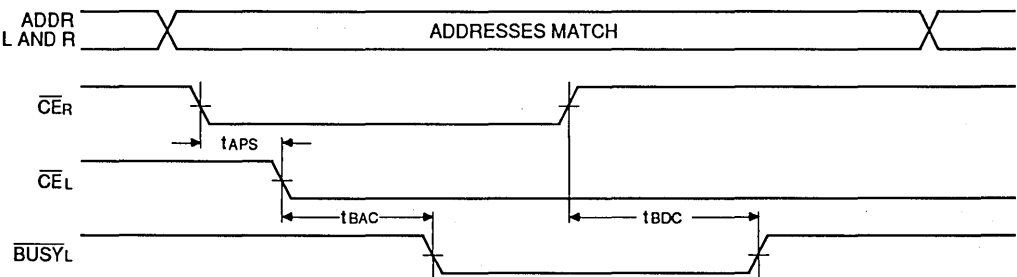 ADDR
L AND R
ADDRESSES MATCH
CER
tAPS
CEL
tBAC
tBDC
BUSYL